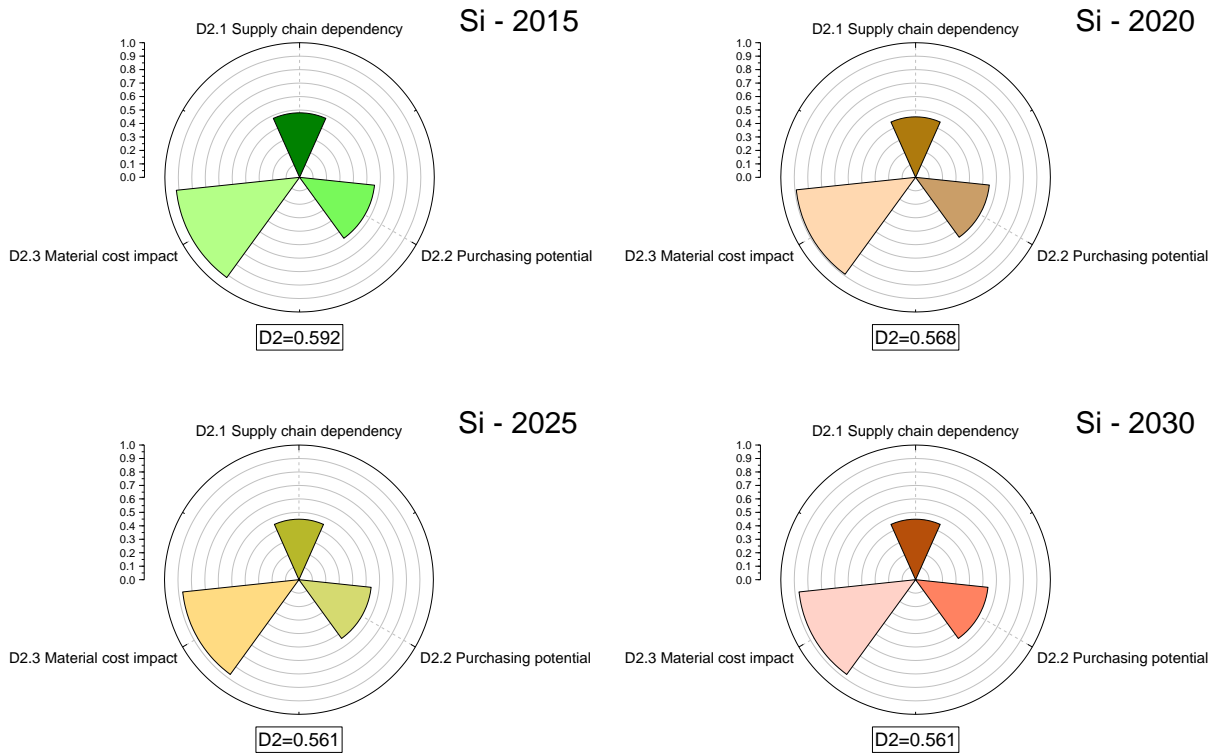 Si - 2015
D2.1 Supply chain dependency
1.0
0.9
0.8
0.7
0.6
0.5
0.4
0.3
0.2
0.1
0.0
D2.3 Material cost impact
D2.2 Purchasing potential
D2=0.592
Si - 2020
D2.1 Supply chain dependency
1.0
0.9
0.8
0.7
0.6
0.5
0.4
0.3
0.2
0.1
0.0
D2.3 Material cost impact
D2.2 Purchasing potential
D2=0.568
Si - 2025
D2.1 Supply chain dependency
1.0
0.9
0.8
0.7
0.6
0.5
0.4
0.3
0.2
0.1
0.0
D2.3 Material cost impact
D2.2 Purchasing potential
D2=0.561
Si - 2030
D2.1 Supply chain dependency
1.0
0.9
0.8
0.7
0.6
0.5
0.4
0.3
0.2
0.1
0.0
D2.3 Material cost impact
D2.2 Purchasing potential
D2=0.561